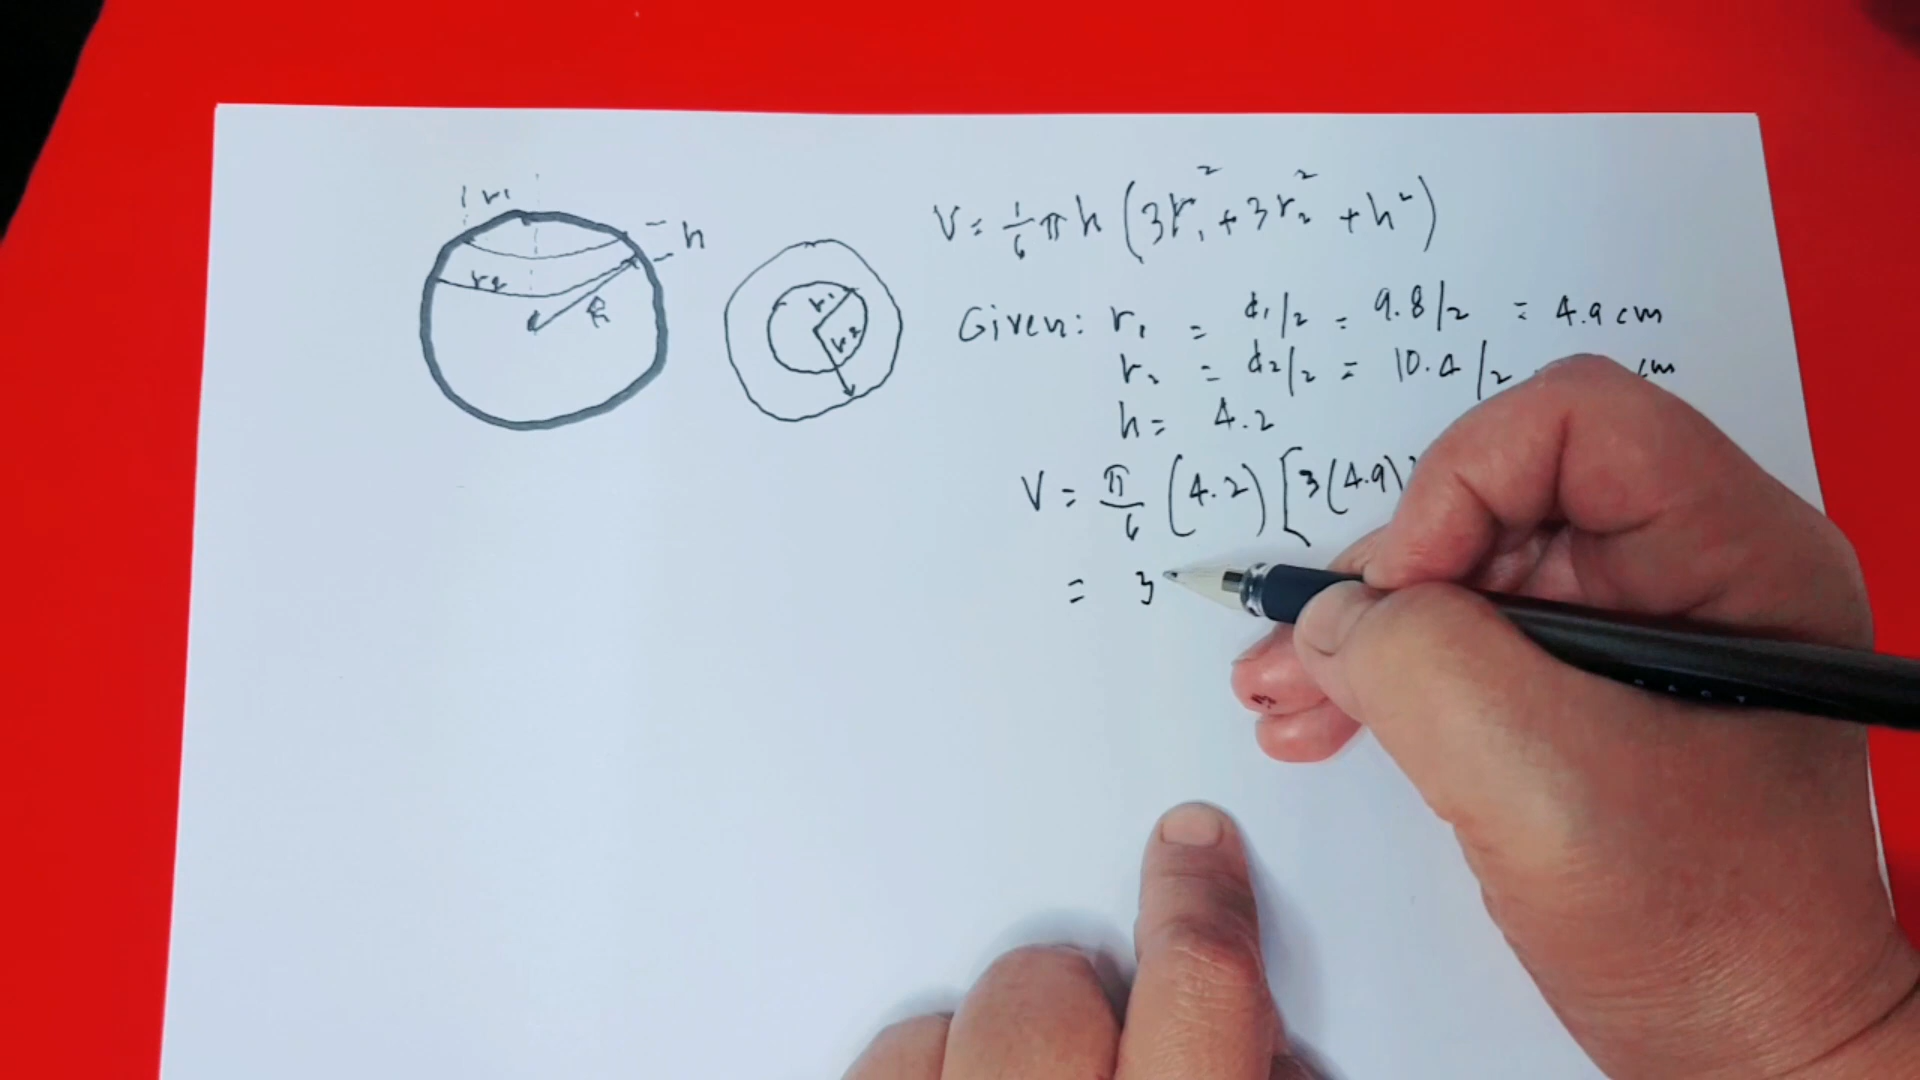 r₁
h
r₂
R
r₁
r₂
V = 1/6 π h (3r₁² + 3r₂² + h²)
Given: r₁ = d₁/2 = 9.8/2 = 4.9 cm
r₂ = d₂/2 = 10.4/2 cm
h = 4.2
V = π/6 (4.2) [3(4.9)
= 3